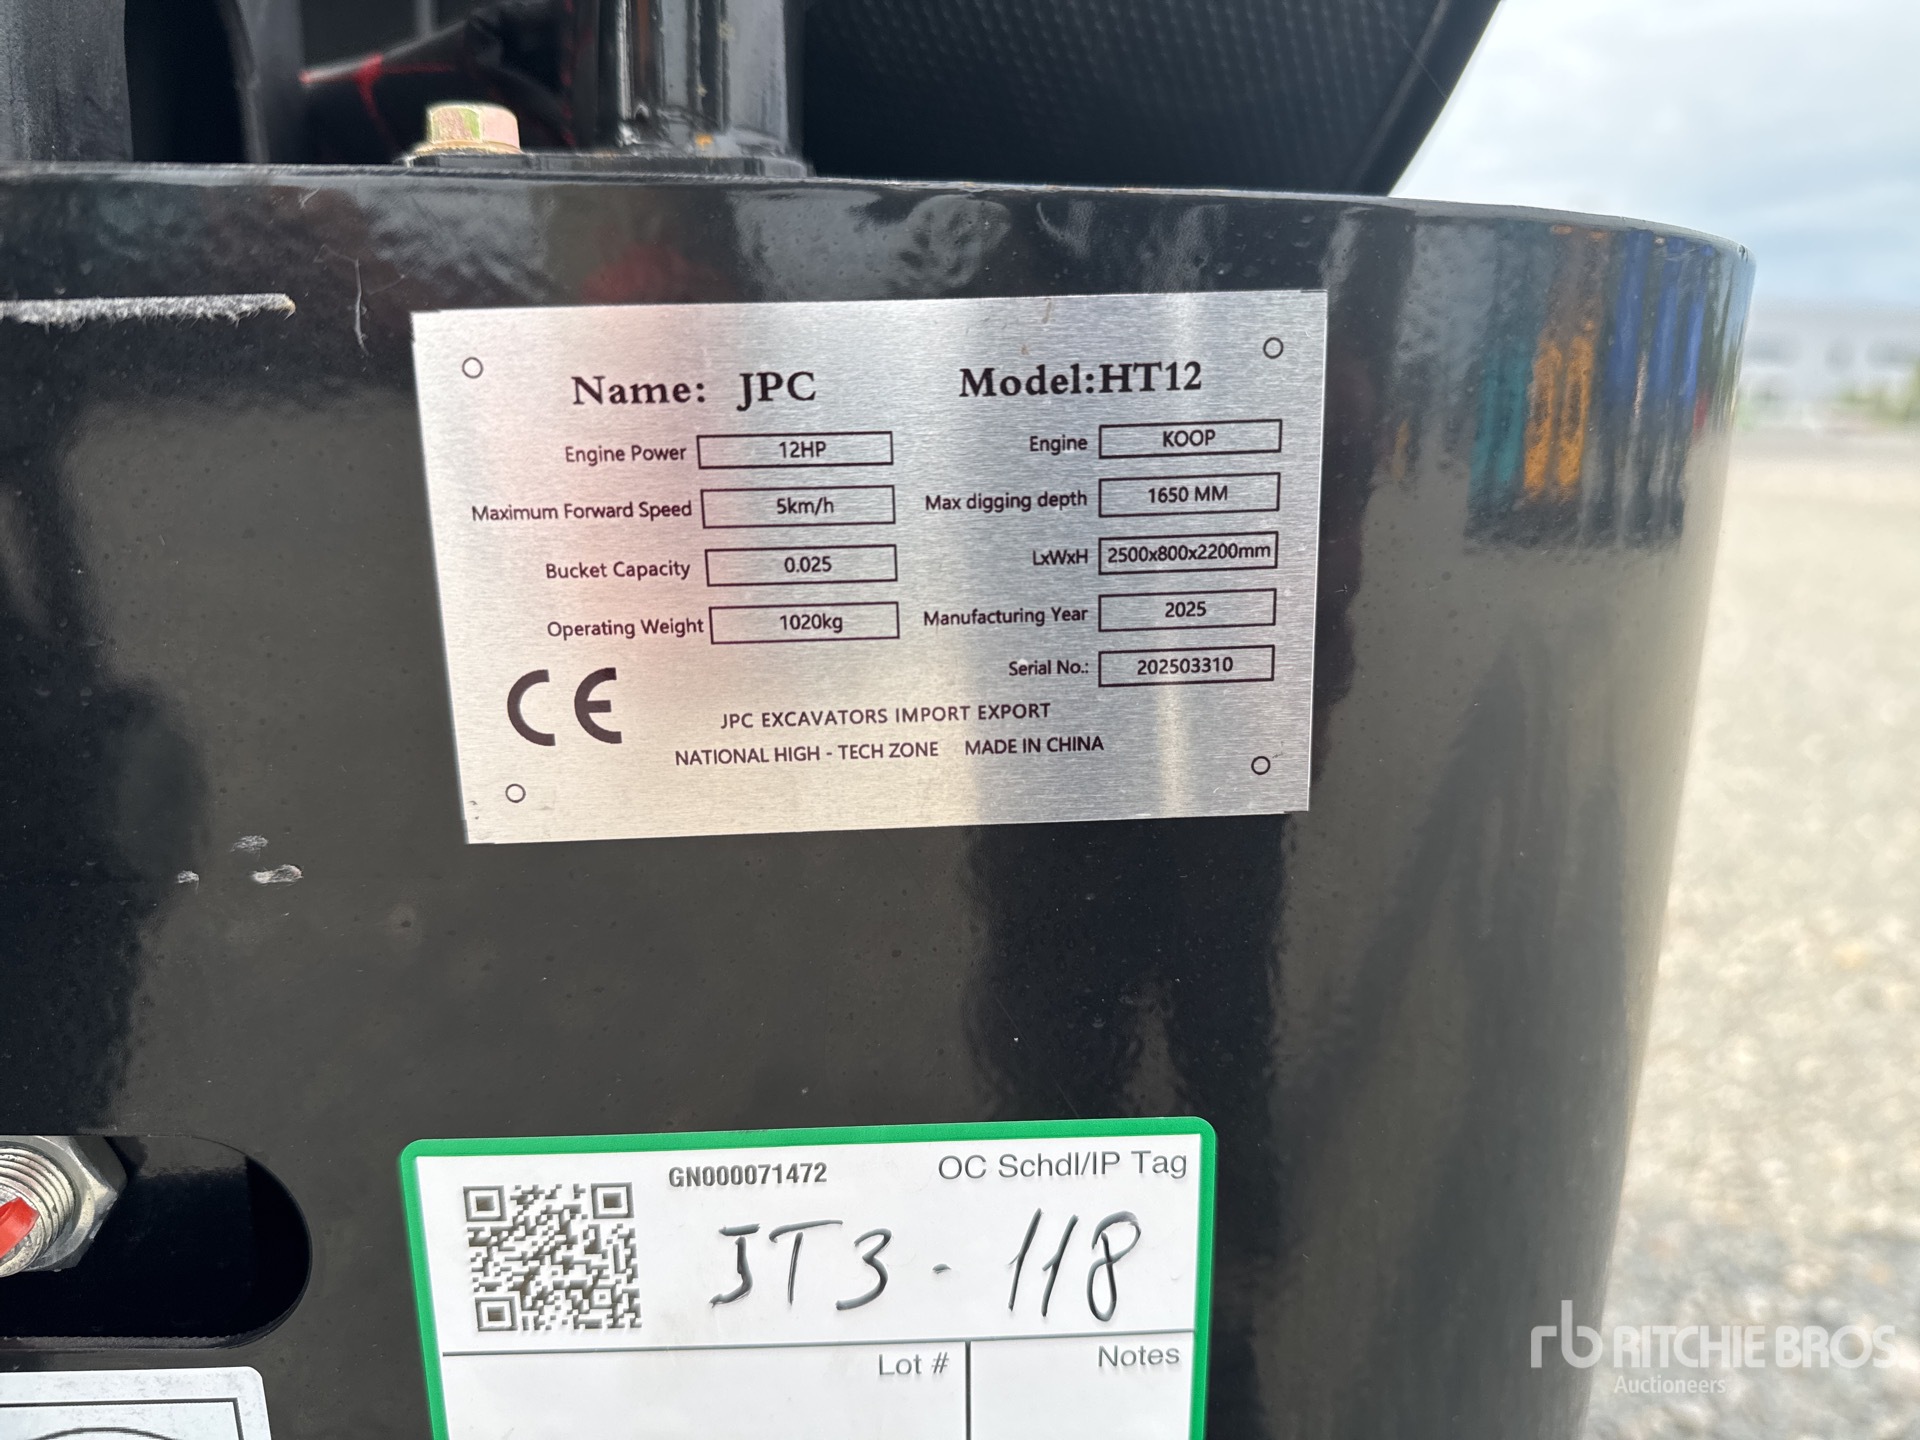 Name: JPC Model:HT12
Engine Power 12HP Engine KOOP
Maximum Forward Speed 5km/h Max digging depth 1650 MM
Bucket Capacity 0.025 LxWxH 2500x800x2200mm
Operating Weight 1020kg Manufacturing Year 2025
Serial No.: 202503310
CE
JPC EXCAVATORS IMPORT EXPORT
NATIONAL HIGH - TECH ZONE MADE IN CHINA
GN000071472 OC Schdl/IP Tag
JT3-118
Lot # Notes
rb RITCHIE BROS
Auctioneers